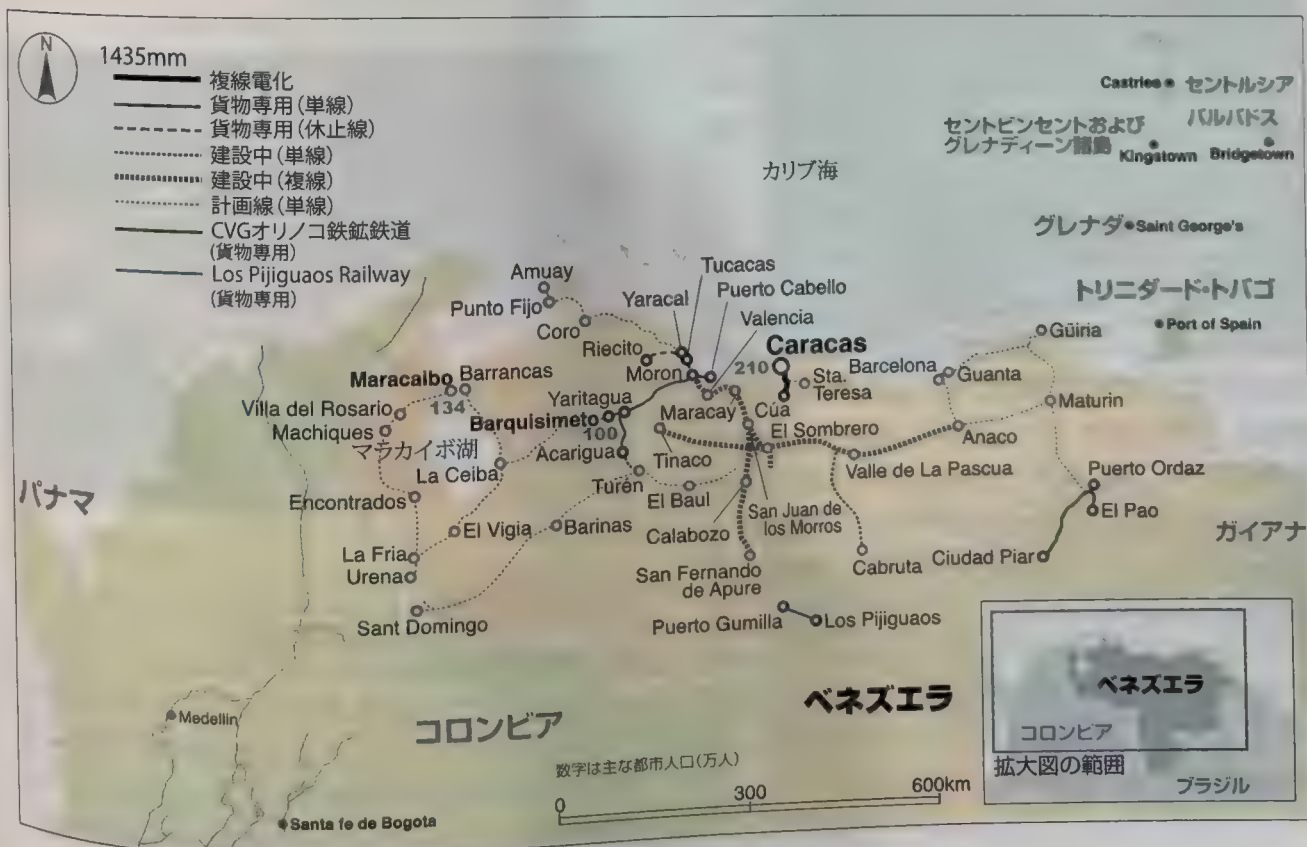 N
1435mm
複線電化
貨物専用(単線)
貨物専用(休止線)
建設中(単線)
建設中(複線)
計画線(単線)
CVGオリノコ鉄鉱鉄道
(貨物専用)
Los Pijiguaos Railway
(貨物専用)
Castries セントルシア
バルバドス
セントビンセントおよび
グレナディーン諸島
Kingstown Bridgetown
カリブ海
グレナダ Saint George's
トリニダード・トバゴ
Port of Spain
Amuay
Punto Fijo
Coro
Yaracal
Tucacas
Puerto Cabello
Valencia
Riecito
Moron
Caracas
210
Sta.
Teresa
Barcelona
Guanta
Güiria
Maturin
Maracaibo
134
Barrancas
Villa del Rosario
Machiques
マラカイボ湖
Yaritagua
Barquisimeto
100
Acarigua
Maracay
Cúa
El Sombrero
Anaco
Tinaco
Valle de La Pascua
Puerto Ordaz
El Pao
La Ceiba
Turén
El Baul
San Juan de
los Morros
パナマ
Encontrados
El Vigia
Barinas
Calabozo
ガイアナ
La Fria
Urena
San Fernando
de Apure
Cabruta
Ciudad Piar
Sant Domingo
Puerto Gumilla
Los Pijiguaos
ベネズエラ
Medellin
コロンビア
数字は主な都市人口(万人)
0 300 600km
Santa fe de Bogota
ベネズエラ
コロンビア
拡大図の範囲
ブラジル